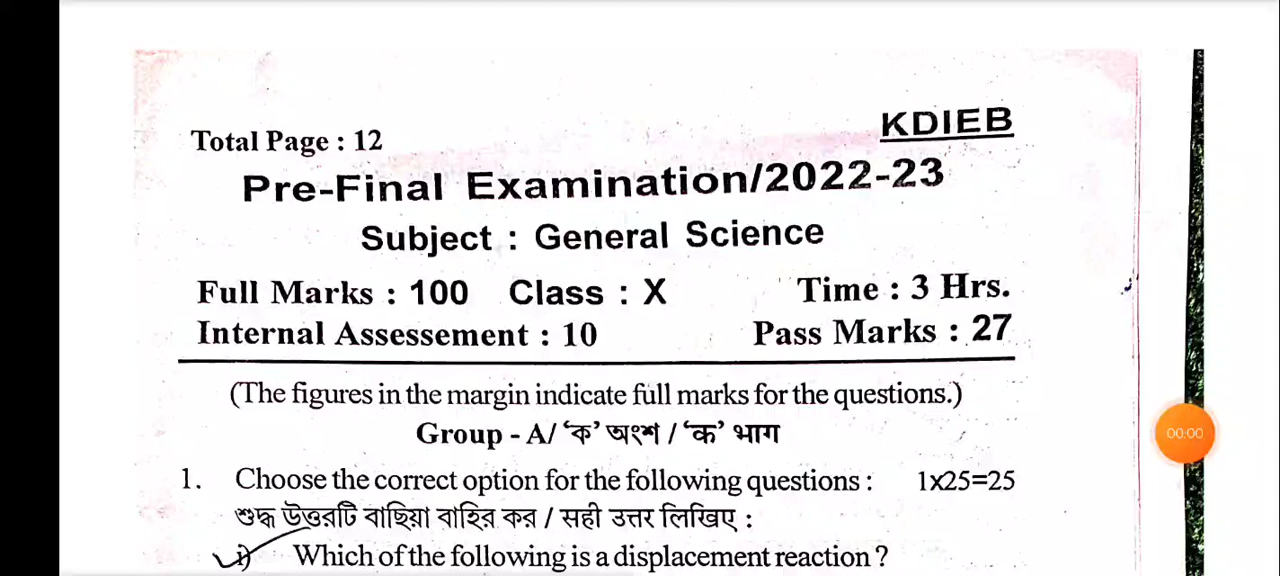 KDIEB
Total Page : 12
Pre-Final Examination/2022-23
Subject : General Science
Full Marks : 100 Class : X Time : 3 Hrs.
Internal Assessement : 10 Pass Marks : 27
(The figures in the margin indicate full marks for the questions.)
Group - A/ ‘ক’ অংশ / ‘क’ भाग
1. Choose the correct option for the following questions : 1x25=25
শুদ্ধ উত্তরটি বাছিয়া বাহির কর / सही उत्तर लिखिए :
i) Which of the following is a displacement reaction ?
00:00